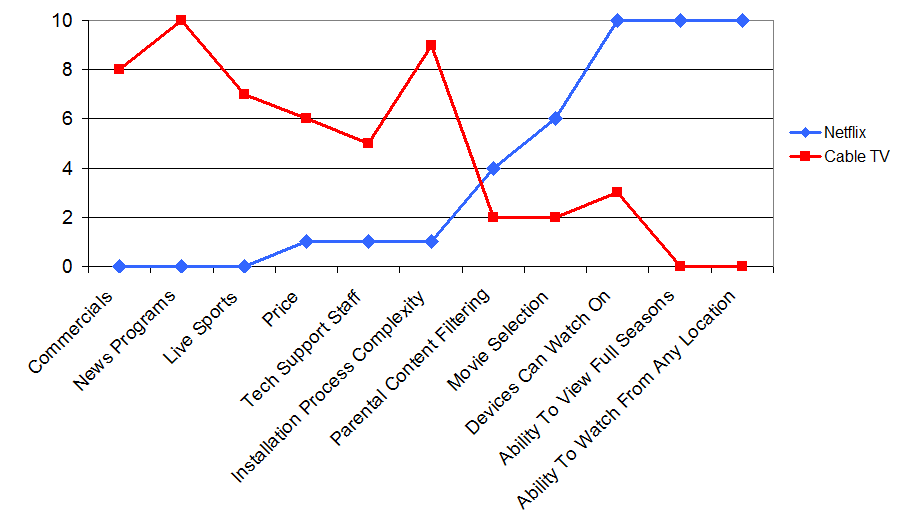 10
8
6
4
2
0
Commercials
News Programs
Live Sports
Price
Tech Support Staff
Installation Process Complexity
Parental Content Filtering
Movie Selection
Devices Can Watch On
Ability To View Full Seasons
Ability To Watch From Any Location
Netflix
Cable TV